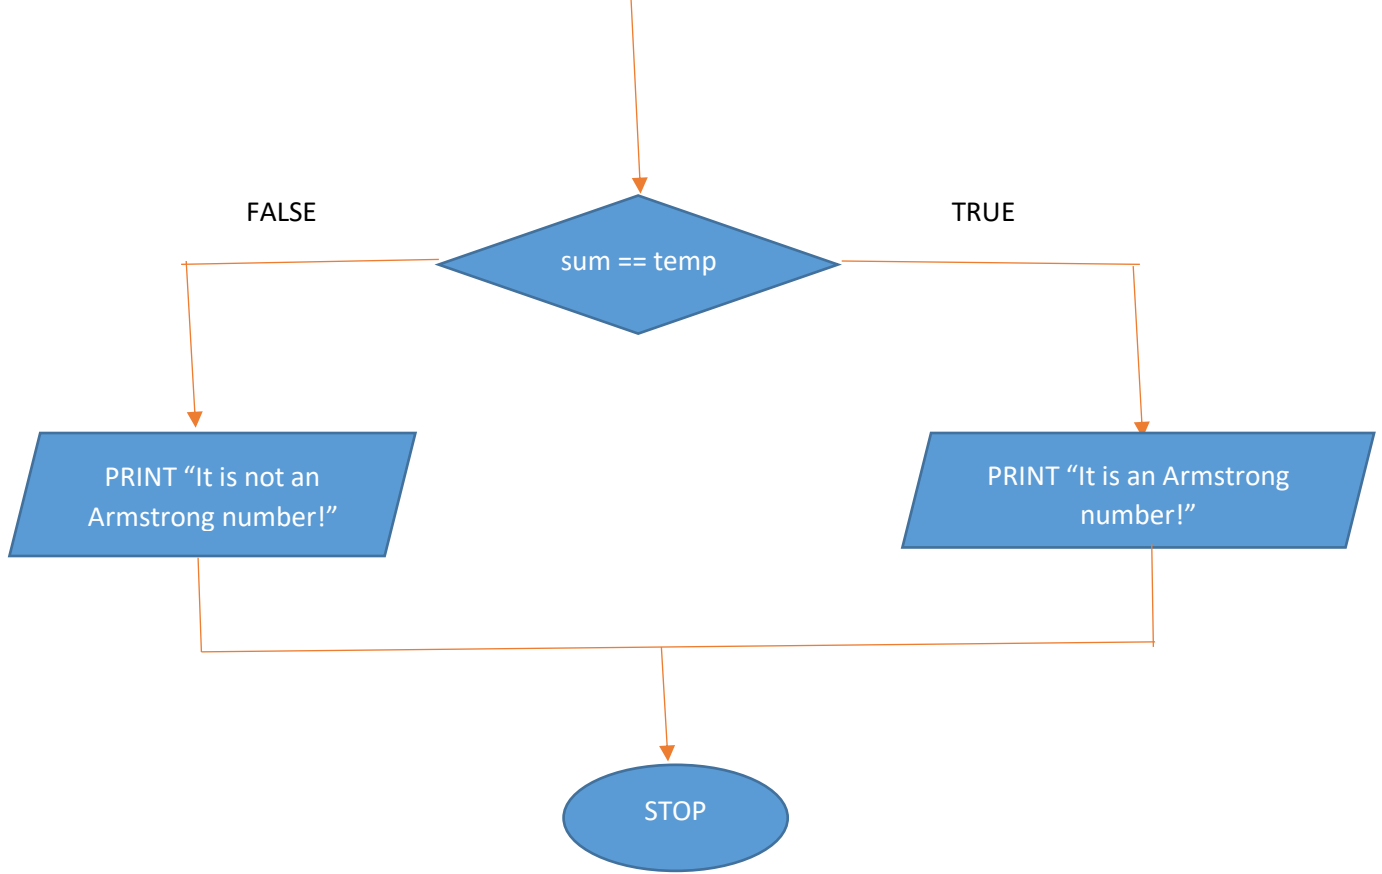 FALSE
TRUE
sum == temp
PRINT “It is not an
Armstrong number!”
PRINT “It is an Armstrong
number!”
STOP